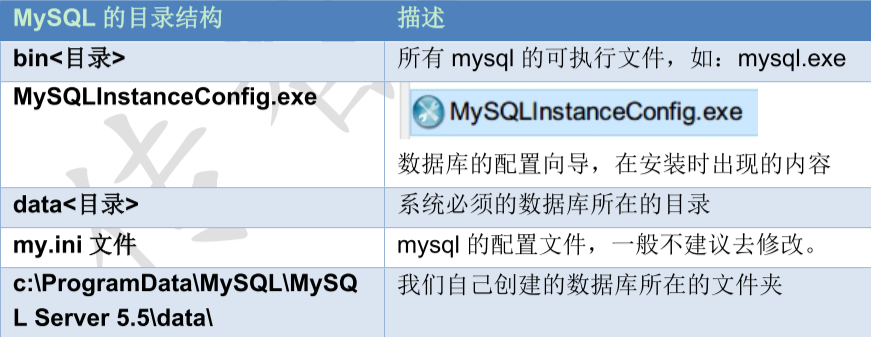 MySQL 的目录结构 描述
bin<目录> 所有 mysql 的可执行文件，如：mysql.exe
MySQLInstanceConfig.exe
MySQLInstanceConfig.exe
数据库的配置向导，在安装时出现的内容
data<目录> 系统必须的数据库所在的目录
my.ini 文件 mysql 的配置文件，一般不建议去修改。
c:\ProgramData\MySQL\MySQ 我们自己创建的数据库所在的文件夹
L Server 5.5\data\